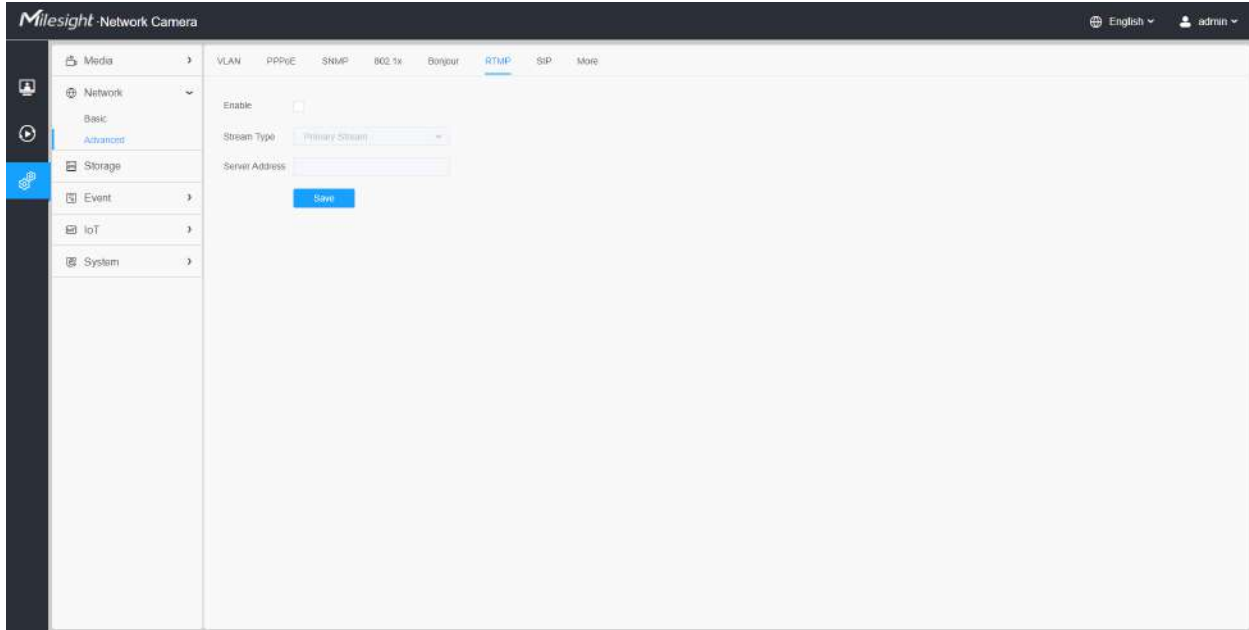 Milesight-Network Camera
English
admin
Media
VLAN PPPoE SNMP 802.1x Bonjour RTMP SIP More
Network
Basic
Advanced
Storage
Event
IoT
System
Enable
Stream Type Primary Stream
Server Address
Save